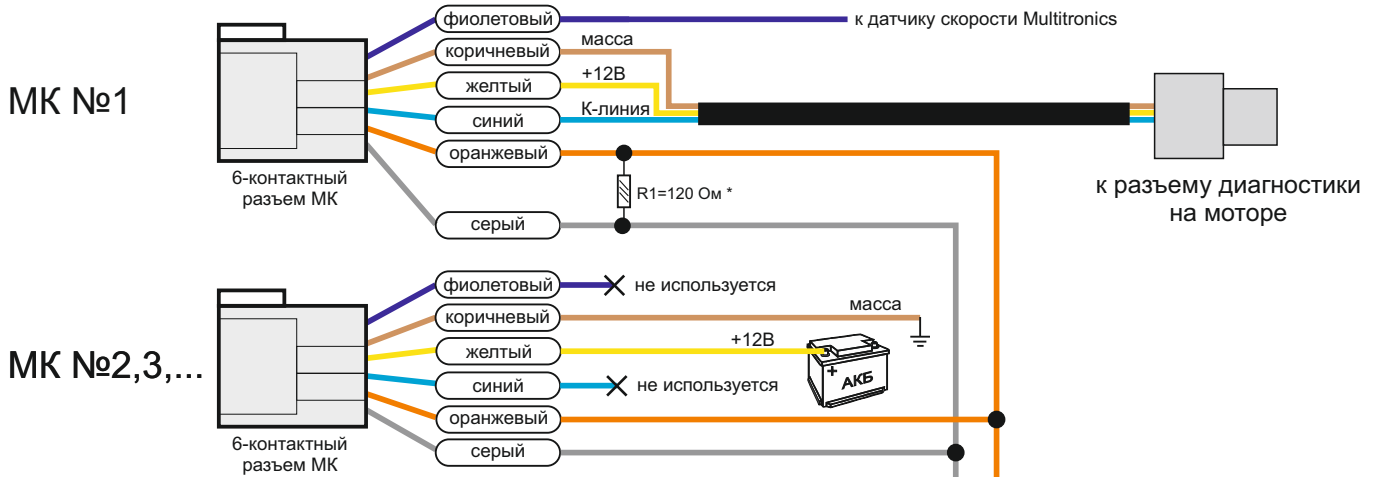 фиолетовый
к датчику скорости Multitronics
коричневый
масса
желтый
+12В
МК №1
синий
К-линия
оранжевый
6-контактный
разъем МК
R1=120 Ом *
к разъему диагностики
на моторе
серый
фиолетовый
не используется
коричневый
масса
желтый
+12В
МК №2,3,...
синий
не используется
+
АКБ
оранжевый
серый
6-контактный
разъем МК